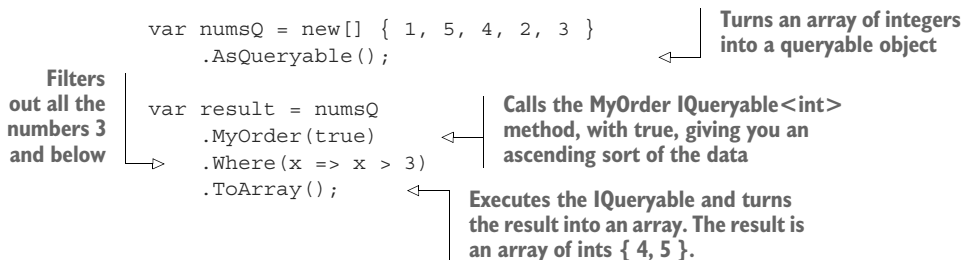 var numsQ = new[] { 1, 5, 4, 2, 3 }
.AsQueryable();
Turns an array of integers
into a queryable object
Filters
out all the
numbers 3
and below
var result = numsQ
.MyOrder(true)
.Where(x => x > 3)
.ToArray();
Calls the MyOrder IQueryable<int>
method, with true, giving you an
ascending sort of the data
Executes the IQueryable and turns
the result into an array. The result is
an array of ints { 4, 5 }.